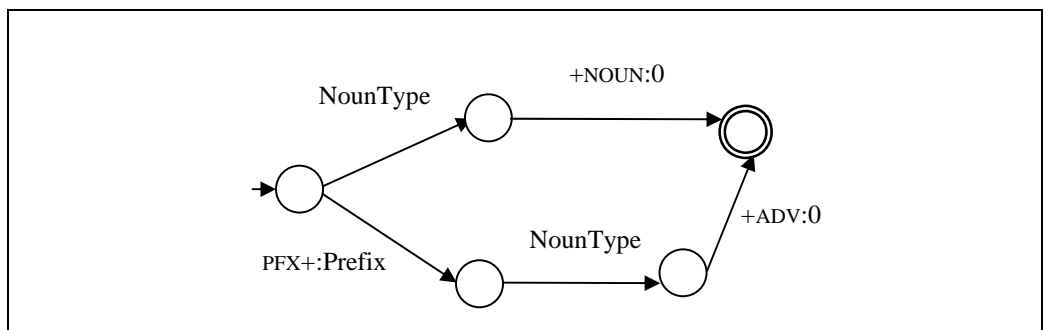 +NOUN:0
NounType
+ADV:0
NounType
PFX+:Prefix